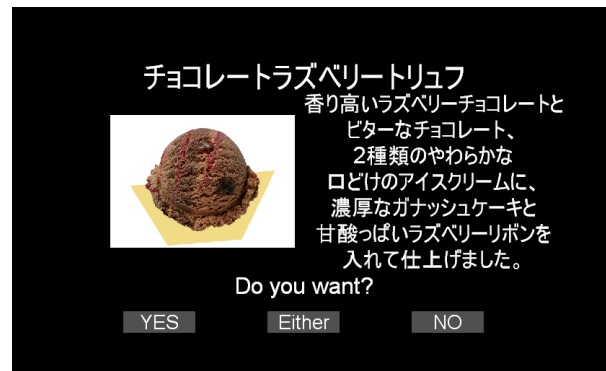 チョコレートラズベリートリュフ
香り高いラズベリーチョコレートと
ビターなチョコレート、
2種類のやわらかな
口どけのアイスクリームに、
濃厚なガナッシュケーキと
甘酸っぱいラズベリーリボンを
入れて仕上げました。
Do you want?
YES Either NO